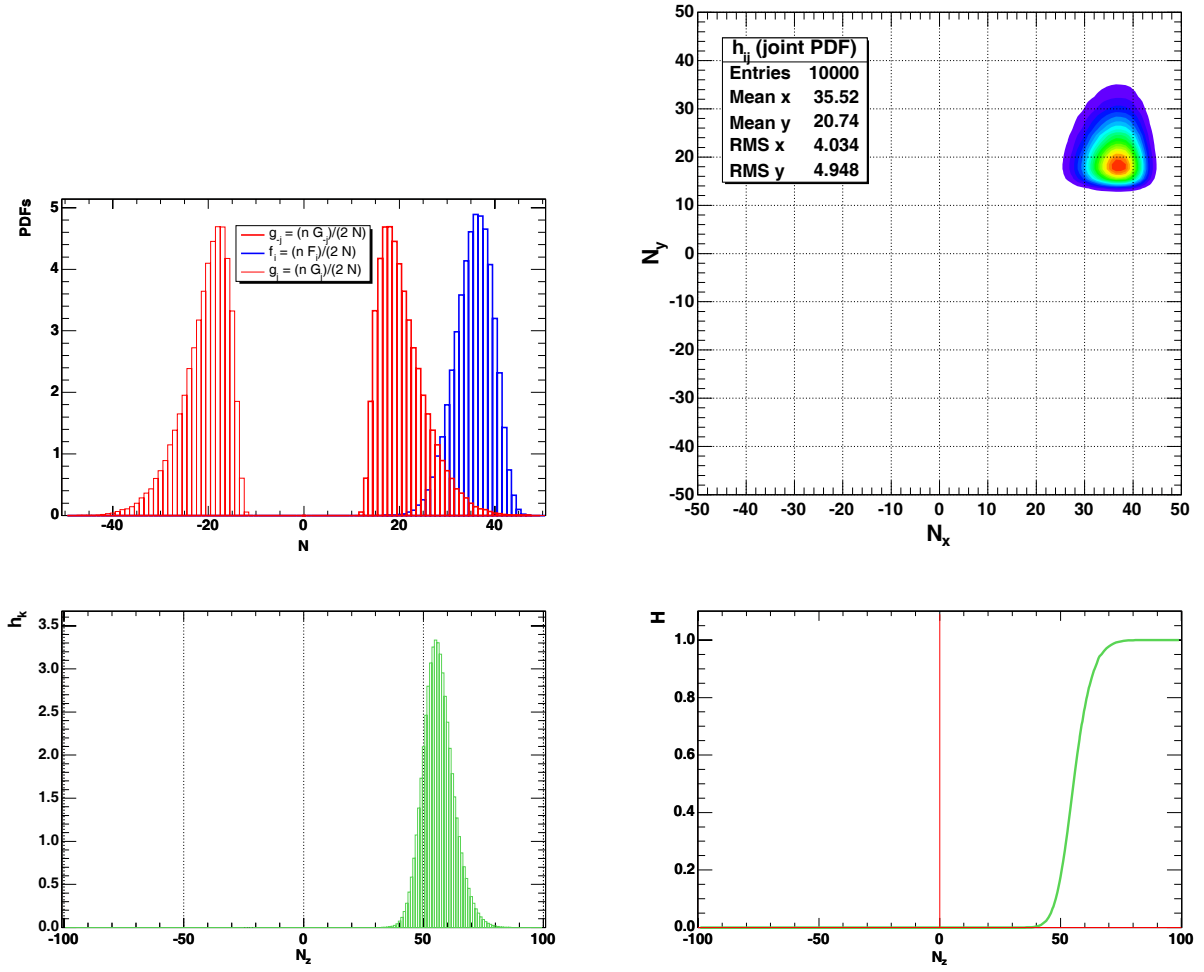 PDFs
5
4
3
2
1
0
g_-j = (n G_-j)/(2 N)
f_i = (n F_i)/(2 N)
g_j = (n G_j)/(2 N)
-40 -20 0 20 40
N
50
40
30
20
10
0
-10
-20
-30
-40
-50
N_y
h_ij (joint PDF)
Entries 10000
Mean x 35.52
Mean y 20.74
RMS x 4.034
RMS y 4.948
-50 -40 -30 -20 -10 0 10 20 30 40 50
N_x
h_k
3.5
3.0
2.5
2.0
1.5
1.0
0.5
0.0
-100 -50 0 50 100
N_z
H
1.0
0.8
0.6
0.4
0.2
0.0
-100 -50 0 50 100
N_z